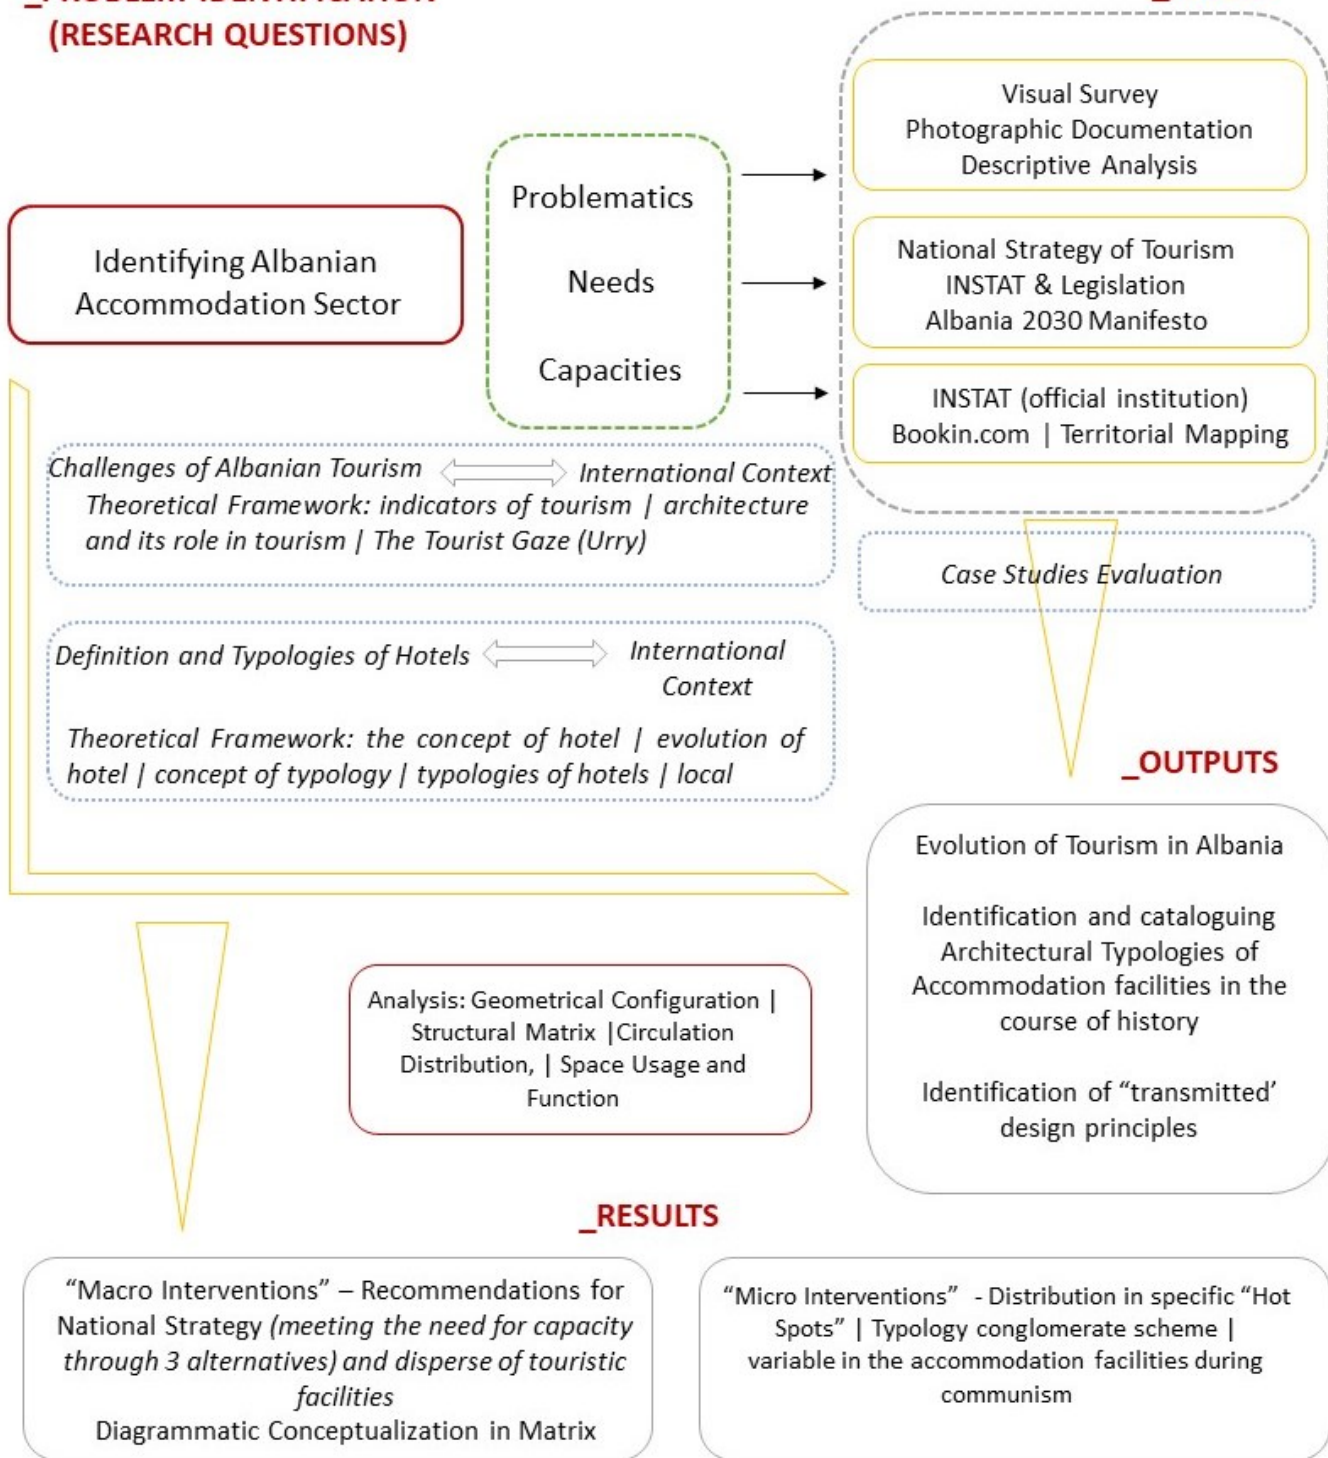 (RESEARCH QUESTIONS)
Identifying Albanian
Accommodation Sector
Problematics
Needs
Capacities
Visual Survey
Photographic Documentation
Descriptive Analysis
National Strategy of Tourism
INSTAT & Legislation
Albania 2030 Manifesto
INSTAT (official institution)
Bookin.com | Territorial Mapping
Challenges of Albanian Tourism
International Context
Theoretical Framework: indicators of tourism | architecture
and its role in tourism | The Tourist Gaze (Urry)
Case Studies Evaluation
Definition and Typologies of Hotels
International
Context
Theoretical Framework: the concept of hotel | evolution of
hotel | concept of typology | typologies of hotels | local
_OUTPUTS
Evolution of Tourism in Albania
Identification and cataloguing
Architectural Typologies of
Accommodation facilities in the
course of history
Identification of “transmitted’
design principles
Analysis: Geometrical Configuration |
Structural Matrix |Circulation
Distribution, | Space Usage and
Function
_RESULTS
“Macro Interventions” – Recommendations for
National Strategy (meeting the need for capacity
through 3 alternatives) and disperse of touristic
facilities
Diagrammatic Conceptualization in Matrix
“Micro Interventions” - Distribution in specific “Hot
Spots” | Typology conglomerate scheme |
variable in the accommodation facilities during
communism